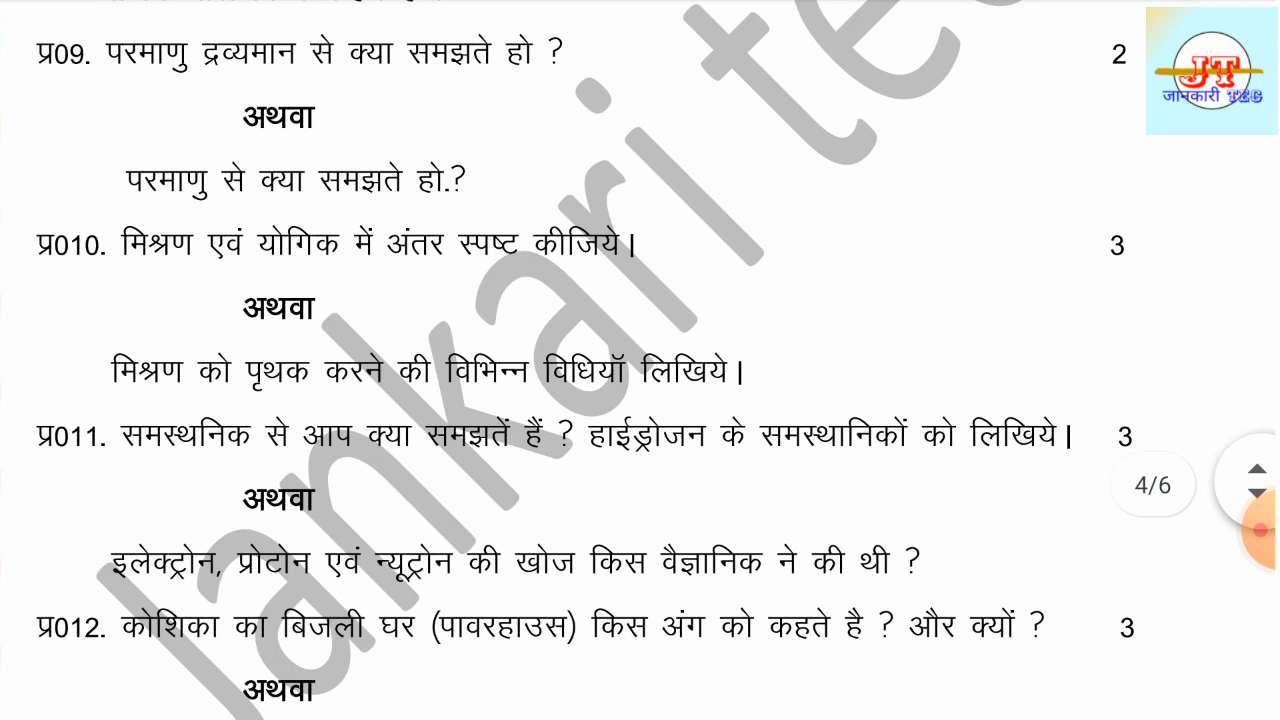 प्र09. परमाणु द्रव्यमान से क्या समझते हो ? 2
JT
जानकारी TEC
अथवा
परमाणु से क्या समझते हो.?
प्र010. मिश्रण एवं योगिक में अंतर स्पष्ट कीजिये। 3
अथवा
मिश्रण को पृथक करने की विभिन्न विधियॉ लिखिये।
प्र011. समस्थनिक से आप क्या समझतें हैं ? हाईड्रोजन के समस्थानिकों को लिखिये। 3
4/6
अथवा
इलेक्ट्रोन, प्रोटोन एवं न्यूट्रोन की खोज किस वैज्ञानिक ने की थी ?
प्र012. कोशिका का बिजली घर (पावरहाउस) किस अंग को कहते है ? और क्यों ? 3
अथवा
Jankari te